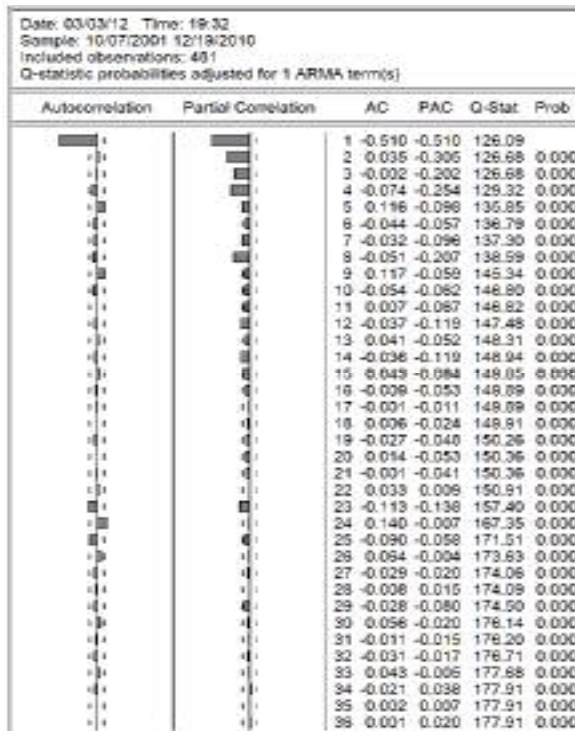 Date: 03/03/12 Time: 19:32
Sample: 10/07/2001 12/19/2010
Included observations: 481
Q-statistic probabilities adjusted for 1 ARMA term(s)
Autocorrelation Partial Correlation AC PAC Q-Stat Prob
1 -0.510 -0.510 126.09
2 0.035 -0.305 126.68 0.000
3 -0.002 -0.202 126.68 0.000
4 -0.074 -0.254 129.32 0.000
5 0.116 -0.098 135.85 0.000
6 -0.044 -0.057 136.79 0.000
7 -0.032 -0.096 137.30 0.000
8 -0.051 -0.207 138.59 0.000
9 0.117 -0.059 145.34 0.000
10 -0.054 -0.062 146.80 0.000
11 0.007 -0.067 146.82 0.000
12 -0.037 -0.119 147.48 0.000
13 0.041 -0.052 148.31 0.000
14 -0.036 -0.119 148.94 0.000
15 0.043 -0.084 149.85 0.000
16 -0.009 -0.053 149.89 0.000
17 -0.001 -0.011 149.89 0.000
18 0.006 -0.024 149.91 0.000
19 -0.027 -0.048 150.26 0.000
20 0.014 -0.053 150.36 0.000
21 -0.001 -0.041 150.36 0.000
22 0.033 0.009 150.91 0.000
23 -0.113 -0.138 157.40 0.000
24 0.140 -0.007 167.35 0.000
25 -0.090 -0.058 171.51 0.000
26 0.064 -0.004 173.63 0.000
27 -0.029 -0.020 174.06 0.000
28 -0.008 0.015 174.09 0.000
29 -0.028 -0.080 174.50 0.000
30 0.056 -0.020 176.14 0.000
31 -0.011 -0.015 176.20 0.000
32 -0.031 -0.017 176.71 0.000
33 0.043 -0.005 177.68 0.000
34 -0.021 0.038 177.91 0.000
35 0.002 0.007 177.91 0.000
36 0.001 0.020 177.91 0.000